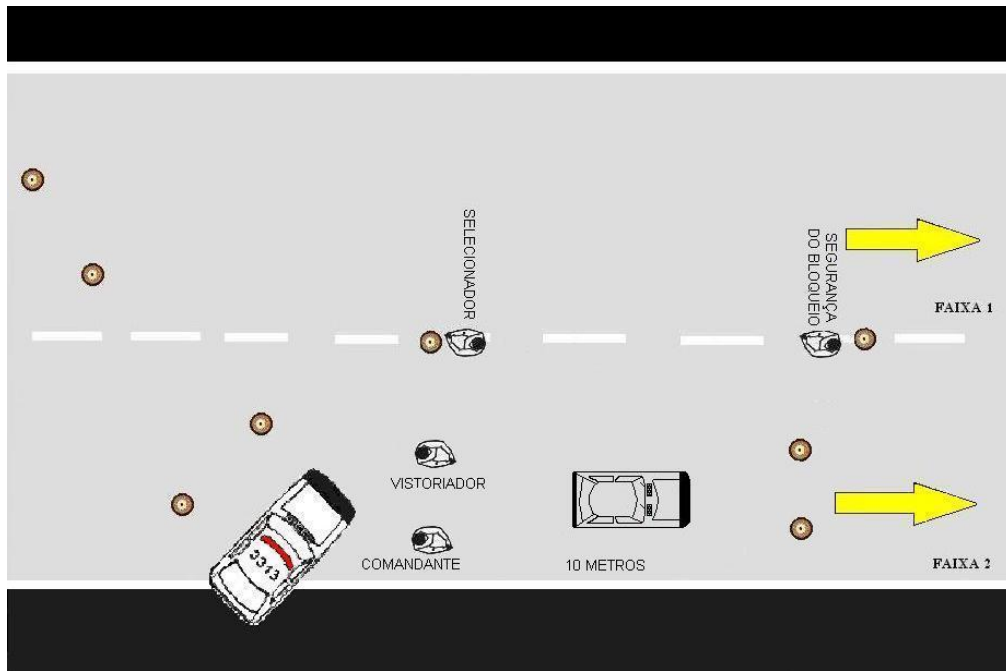 SELECIONADOR
SEGURANÇA
DO BLOQUEIO
FAIXA 1
VISTORIADOR
3313
COMANDANTE
10 METROS
FAIXA 2